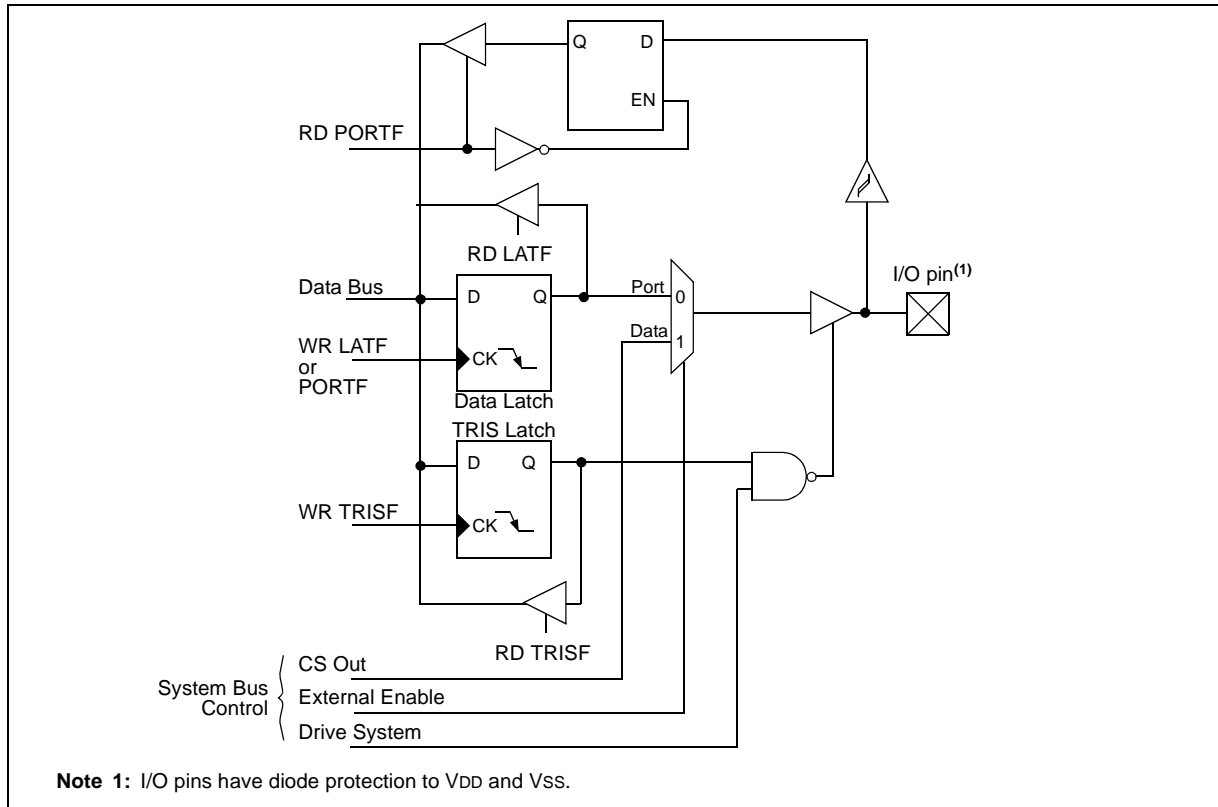 Q D
EN
RD PORTF
RD LATF
I/O pin(1)
Data Bus
D Q
Port 0
Data 1
WR LATF
or
PORTF
CK
Data Latch
TRIS Latch
D Q
WR TRISF
CK
RD TRISF
System Bus
Control
CS Out
External Enable
Drive System
Note 1: I/O pins have diode protection to VDD and VSS.